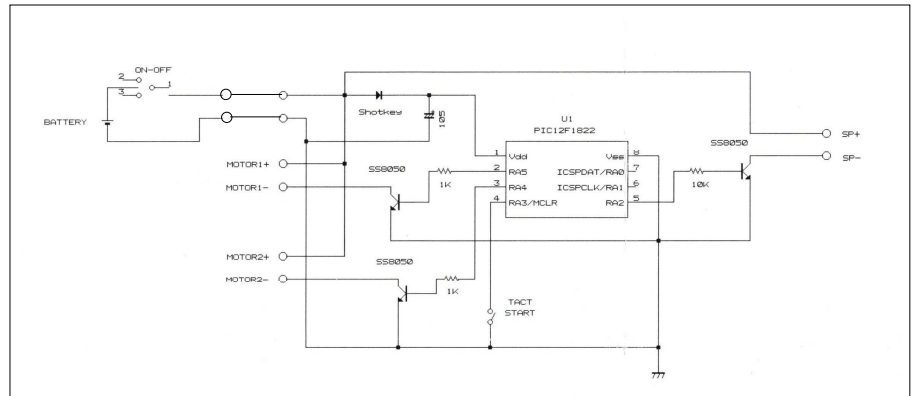 ON-OFF
2
1
3
BATTERY
Shotkey
105
U1
PIC12F1822
1 Vdd Vss 8
2 RA5 ICSPDAT/RA0 7
3 RA4 ICSPCLK/RA1 6
4 RA3/MCLR RA2 5
SP+
SP-
SS8050
10K
MOTOR1+
MOTOR1-
SS8050
1K
MOTOR2+
MOTOR2-
SS8050
1K
TACT
START